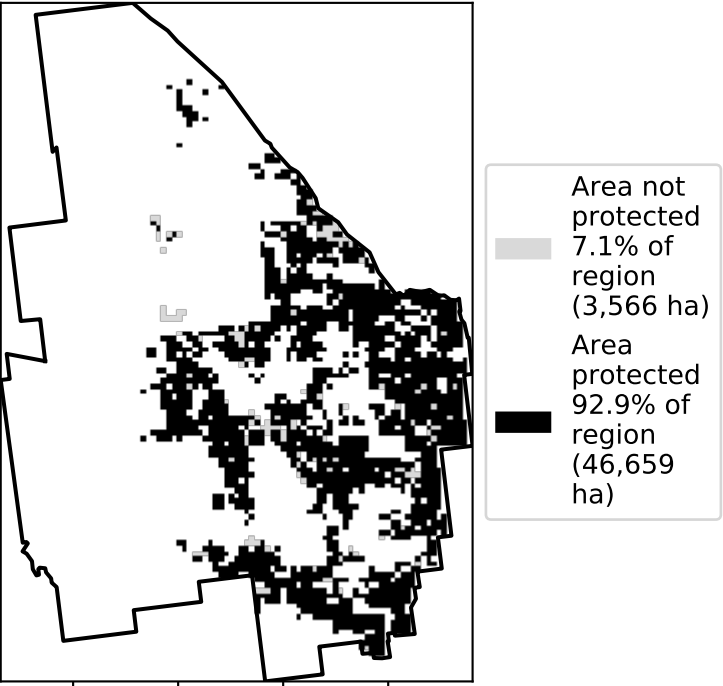 Area not
protected
7.1% of
region
(3,566 ha)
Area
protected
92.9% of
region
(46,659
ha)